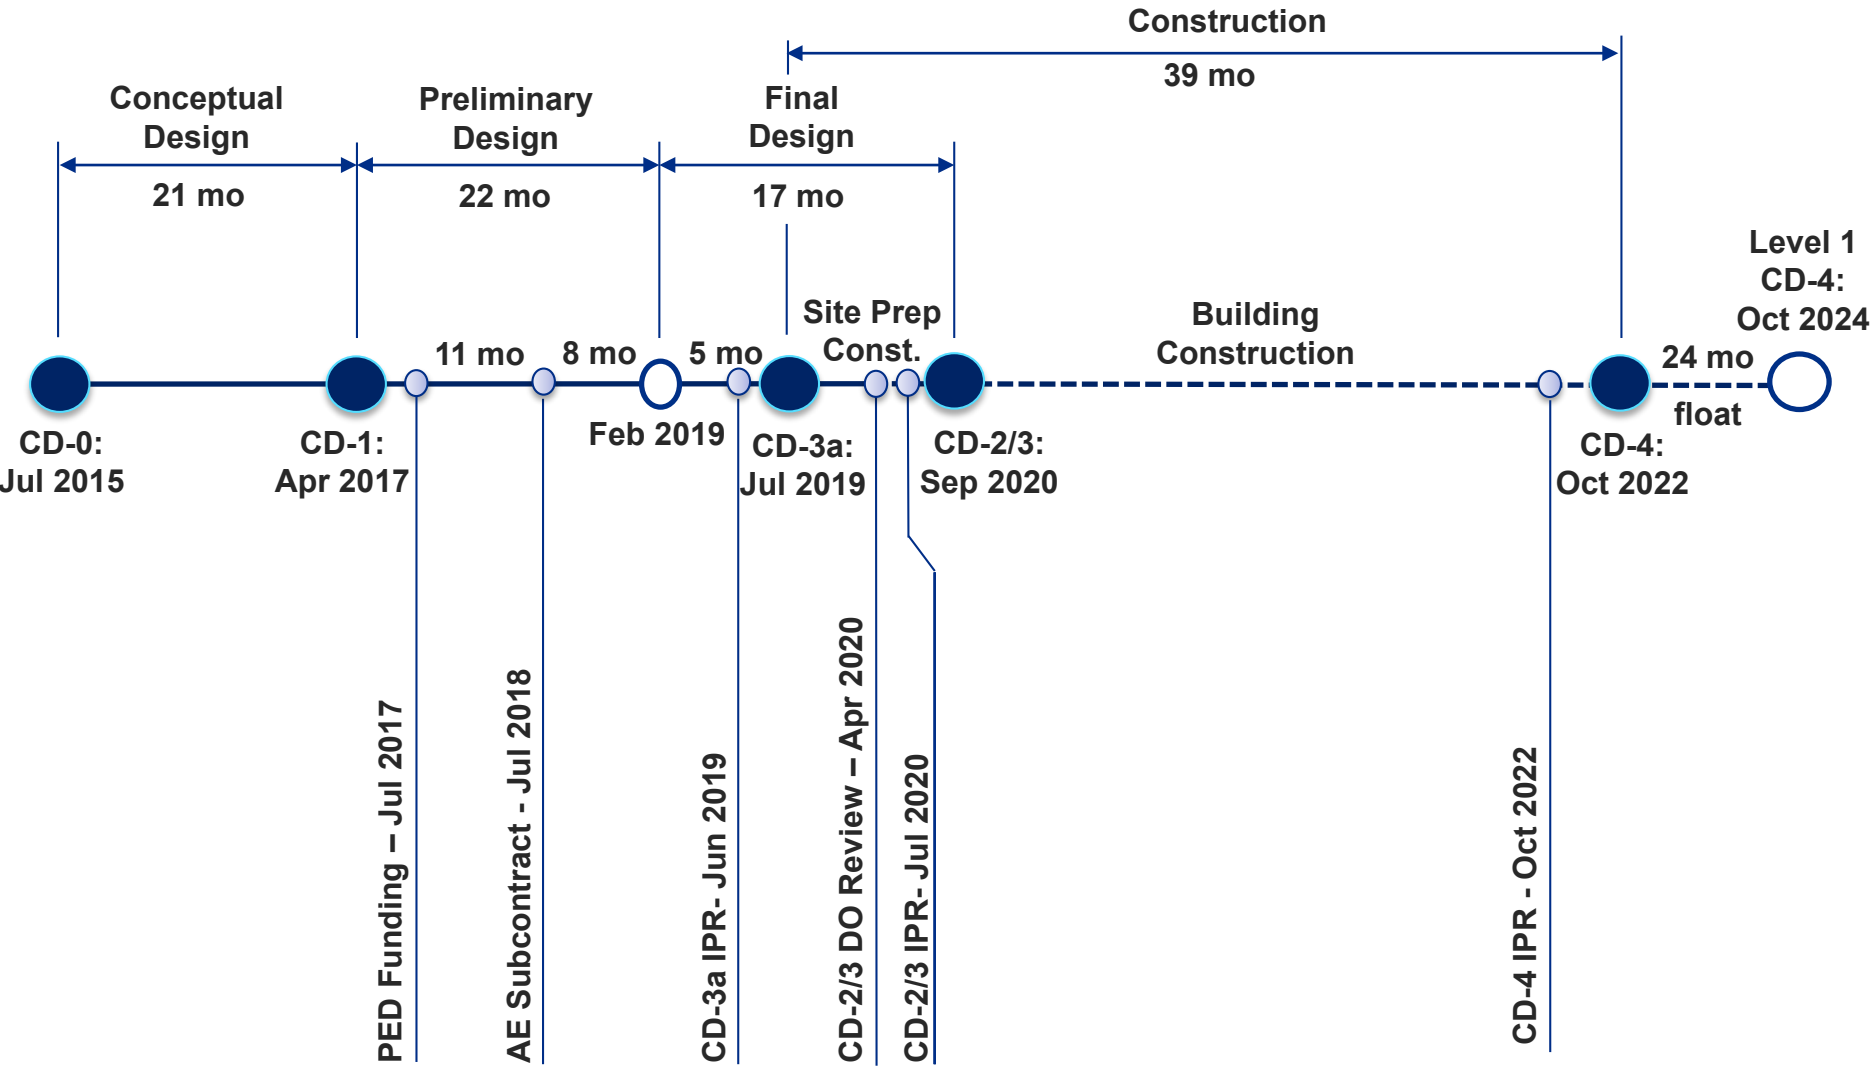 Construction
39 mo
Conceptual
Design
21 mo
Preliminary
Design
22 mo
Final
Design
17 mo
Level 1
CD-4:
Oct 2024
11 mo
8 mo
5 mo
Site Prep
Const.
Building
Construction
24 mo
float
CD-0:
Jul 2015
CD-1:
Apr 2017
Feb 2019
CD-3a:
Jul 2019
CD-2/3:
Sep 2020
CD-4:
Oct 2022
PED Funding – Jul 2017
AE Subcontract - Jul 2018
CD-3a IPR- Jun 2019
CD-2/3 DO Review – Apr 2020
CD-2/3 IPR- Jul 2020
CD-4 IPR - Oct 2022